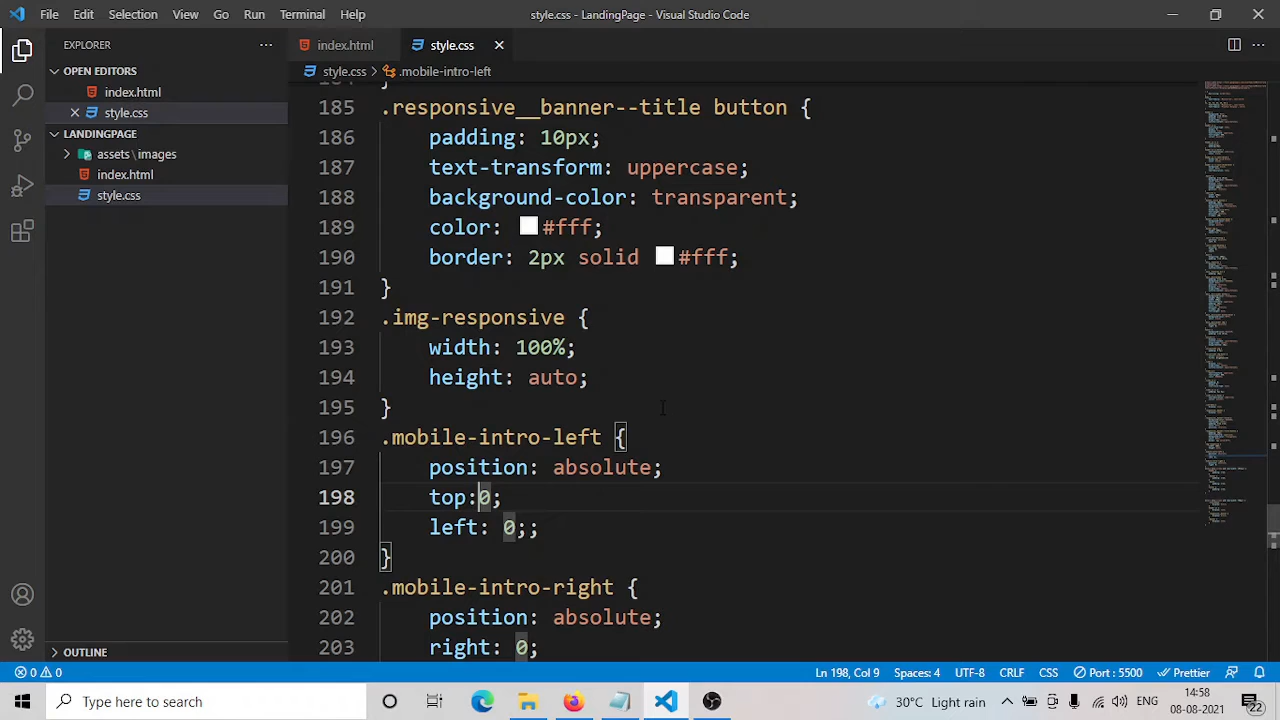 File Edit Selection View Go Run Terminal Help
style.css - LandingPage - Visual Studio Code
EXPLORER
OPEN EDITORS
index.html
style.css
LANDINGPAGE
assets\images
index.html
style.css
OUTLINE
index.html
style.css
style.css > .mobile-intro-left
185 .responsive__banner--title button {
186 padding 10px;
187 text-transform: uppercase;
188 background-color: transparent;
189 color: #fff;
190 border: 2px solid #fff;
191 }
192 .img-responsive {
193 width: 100%;
194 height: auto;
195 }
196 .mobile-intro-left {
197 position: absolute;
198 top:0;
199 left: 0;;
200 }
201 .mobile-intro-right {
202 position: absolute;
203 right: 0;
0 0
Ln 198, Col 9 Spaces: 4 UTF-8 CRLF CSS Port : 5500 Prettier
Type here to search
30°C Light rain
ENG
14:58
08-08-2021
22